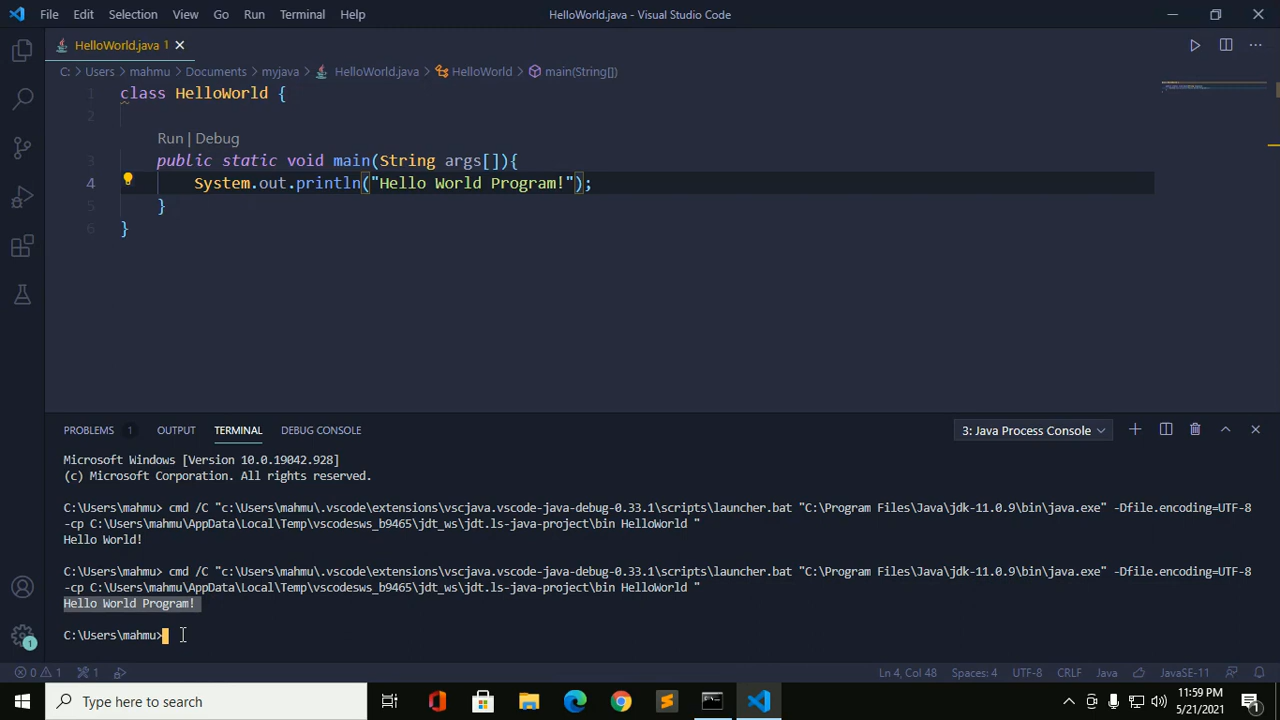 File Edit Selection View Go Run Terminal Help HelloWorld.java - Visual Studio Code
HelloWorld.java 1
C: > Users > mahmu > Documents > myjava > HelloWorld.java > HelloWorld > main(String[])
1 class HelloWorld {
2
Run | Debug
3 public static void main(String args[]){
4 System.out.println("Hello World Program!");
5 }
6 }
PROBLEMS 1 OUTPUT TERMINAL DEBUG CONSOLE 3: Java Process Console
Microsoft Windows [Version 10.0.19042.928]
(c) Microsoft Corporation. All rights reserved.
C:\Users\mahmu> cmd /C "c:\Users\mahmu\.vscode\extensions\vscjava.vscode-java-debug-0.33.1\scripts\launcher.bat "C:\Program Files\Java\jdk-11.0.9\bin\java.exe" -Dfile.encoding=UTF-8
-cp C:\Users\mahmu\AppData\Local\Temp\vscodesws_b9465\jdt_ws\jdt.ls-java-project\bin HelloWorld "
Hello World!
C:\Users\mahmu> cmd /C "c:\Users\mahmu\.vscode\extensions\vscjava.vscode-java-debug-0.33.1\scripts\launcher.bat "C:\Program Files\Java\jdk-11.0.9\bin\java.exe" -Dfile.encoding=UTF-8
-cp C:\Users\mahmu\AppData\Local\Temp\vscodesws_b9465\jdt_ws\jdt.ls-java-project\bin HelloWorld "
Hello World Program!
C:\Users\mahmu>
1
0 1 1 Ln 4, Col 48 Spaces: 4 UTF-8 CRLF Java JavaSE-11
Type here to search
11:59 PM
5/21/2021
1